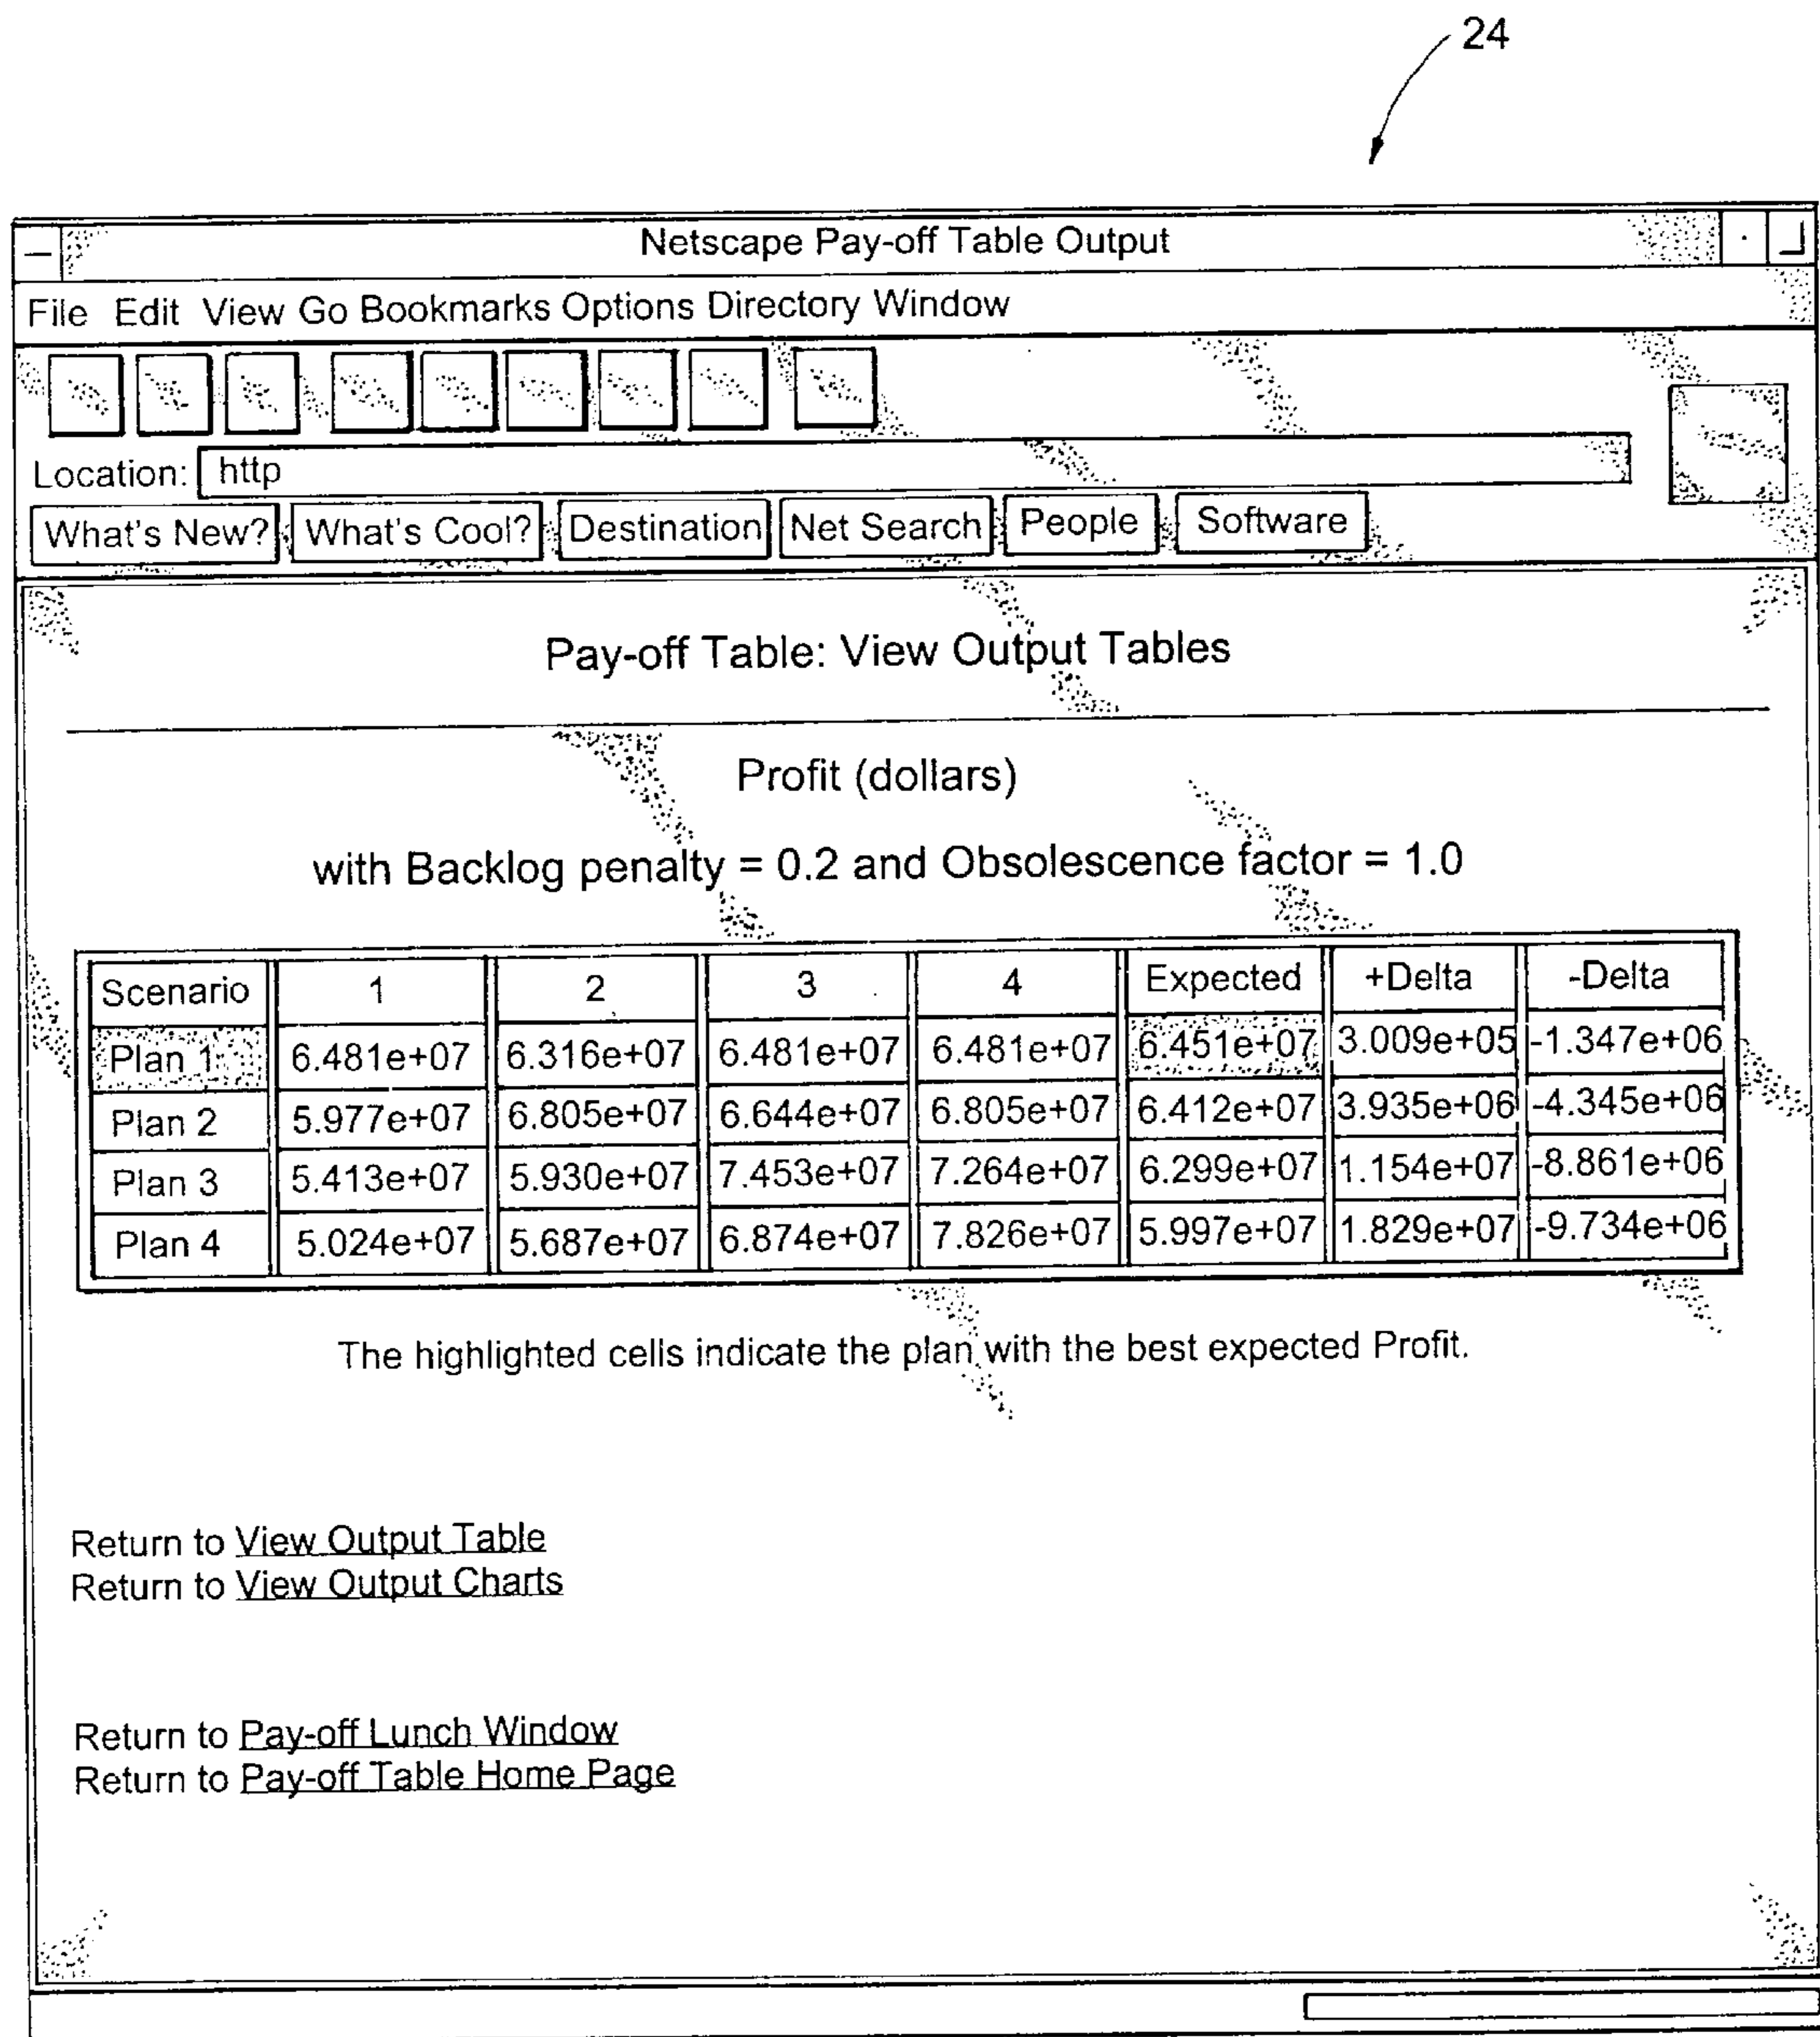 24
Netscape Pay-off Table Output
File Edit View Go Bookmarks Options Directory Window
Location: http
What's New? What's Cool? Destination Net Search People Software
Pay-off Table: View Output Tables
Profit (dollars)
with Backlog penalty = 0.2 and Obsolescence factor = 1.0
Scenario 1 2 3 4 Expected +Delta -Delta
Plan 1 6.481e+07 6.316e+07 6.481e+07 6.481e+07 6.451e+07 3.009e+05 -1.347e+06
Plan 2 5.977e+07 6.805e+07 6.644e+07 6.805e+07 6.412e+07 3.935e+06 -4.345e+06
Plan 3 5.413e+07 5.930e+07 7.453e+07 7.264e+07 6.299e+07 1.154e+07 -8.861e+06
Plan 4 5.024e+07 5.687e+07 6.874e+07 7.826e+07 5.997e+07 1.829e+07 -9.734e+06
The highlighted cells indicate the plan with the best expected Profit.
Return to View Output Table
Return to View Output Charts
Return to Pay-off Lunch Window
Return to Pay-off Table Home Page